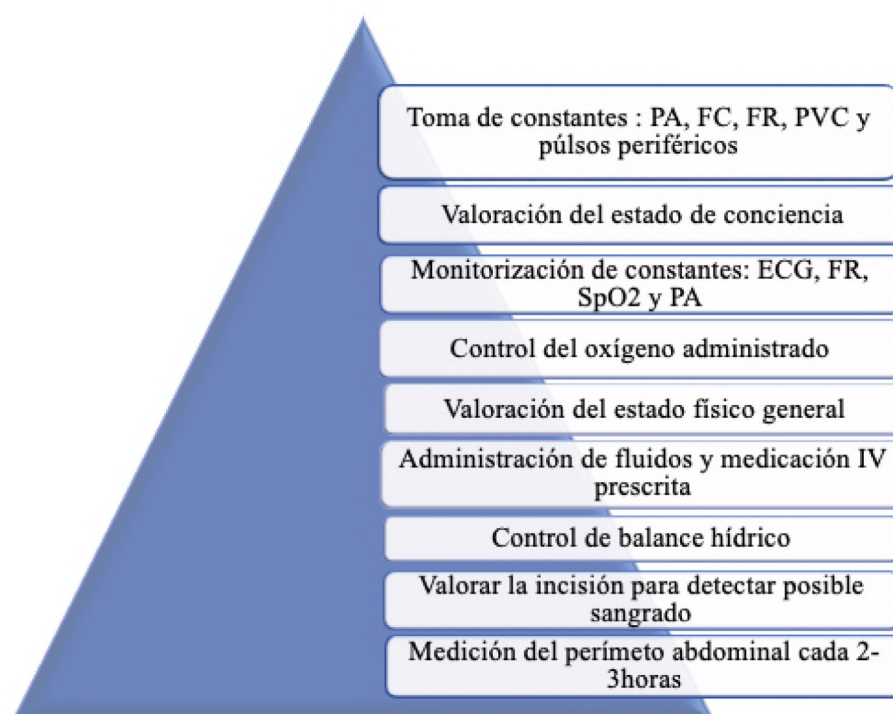 Toma de constantes : PA, FC, FR, PVC y
púlsos periféricos
Valoración del estado de conciencia
Monitorización de constantes: ECG, FR,
SpO2 y PA
Control del oxígeno administrado
Valoración del estado físico general
Administración de fluidos y medicación IV
prescrita
Control de balance hídrico
Valorar la incisión para detectar posible
sangrado
Medición del perímeto abdominal cada 2-
3horas